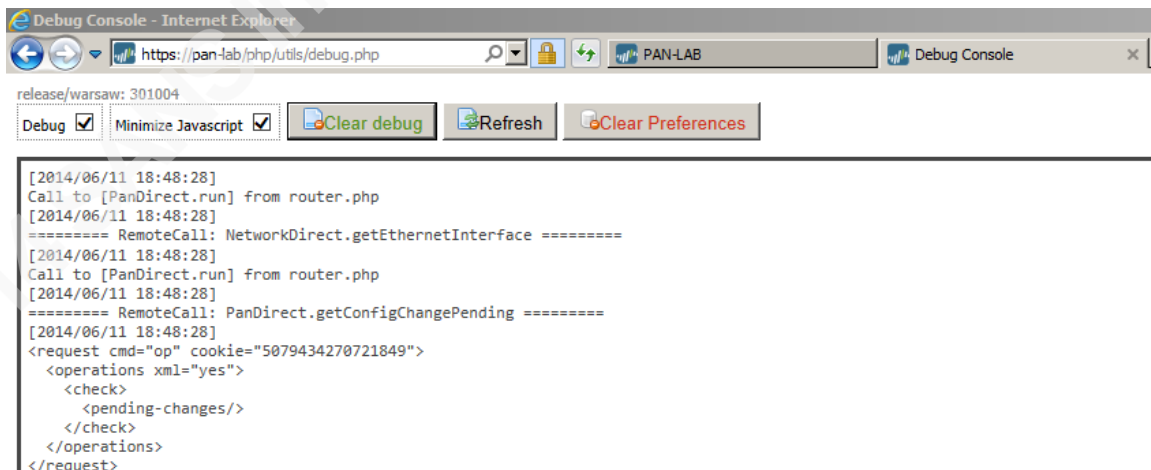 Debug Console - Internet Explorer
https://pan-lab/php/utils/debug.php
PAN-LAB
Debug Console
release/warsaw: 301004
Debug Minimize Javascript Clear debug Refresh Clear Preferences
[2014/06/11 18:48:28]
Call to [PanDirect.run] from router.php
[2014/06/11 18:48:28]
========= RemoteCall: NetworkDirect.getEthernetInterface =========
[2014/06/11 18:48:28]
Call to [PanDirect.run] from router.php
[2014/06/11 18:48:28]
========= RemoteCall: PanDirect.getConfigChangePending =========
[2014/06/11 18:48:28]
<request cmd="op" cookie="5079434270721849">
  <operations xml="yes">
    <check>
      <pending-changes/>
    </check>
  </operations>
</request>